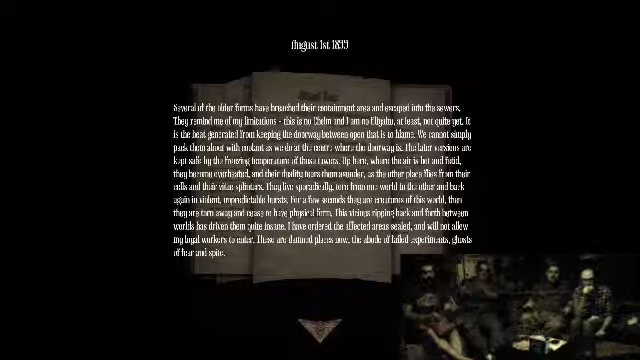 August 1st 1899
Several of the older forms have breached their containment area and escaped into the sewers.
They remind me of my limitations - this is no Chelm and I am no Eliyahu, at least, not quite yet. It
is the heat generated from keeping the doorway between open that is to blame. We cannot simply
pack them about with coolant as we do at the centre where the doorway is. The later versions are
kept safe by the freezing temperature of those towers. Up here, where the air is hot and fetid,
they become overheated, and their duality tears them asunder, as the other place flies from their
cells and their vitae splinters. They live sporadically, torn from one world to the other and back
again in violent, unpredictable bursts. For a few seconds they are creatures of this world, then
they are torn away and cease to have physical form. This vicious ripping back and forth between
worlds has driven them quite insane. I have ordered the affected areas sealed, and will not allow
my loyal workers to enter. These are damned places now, the abode of failed experiments, ghosts
of fear and spite.